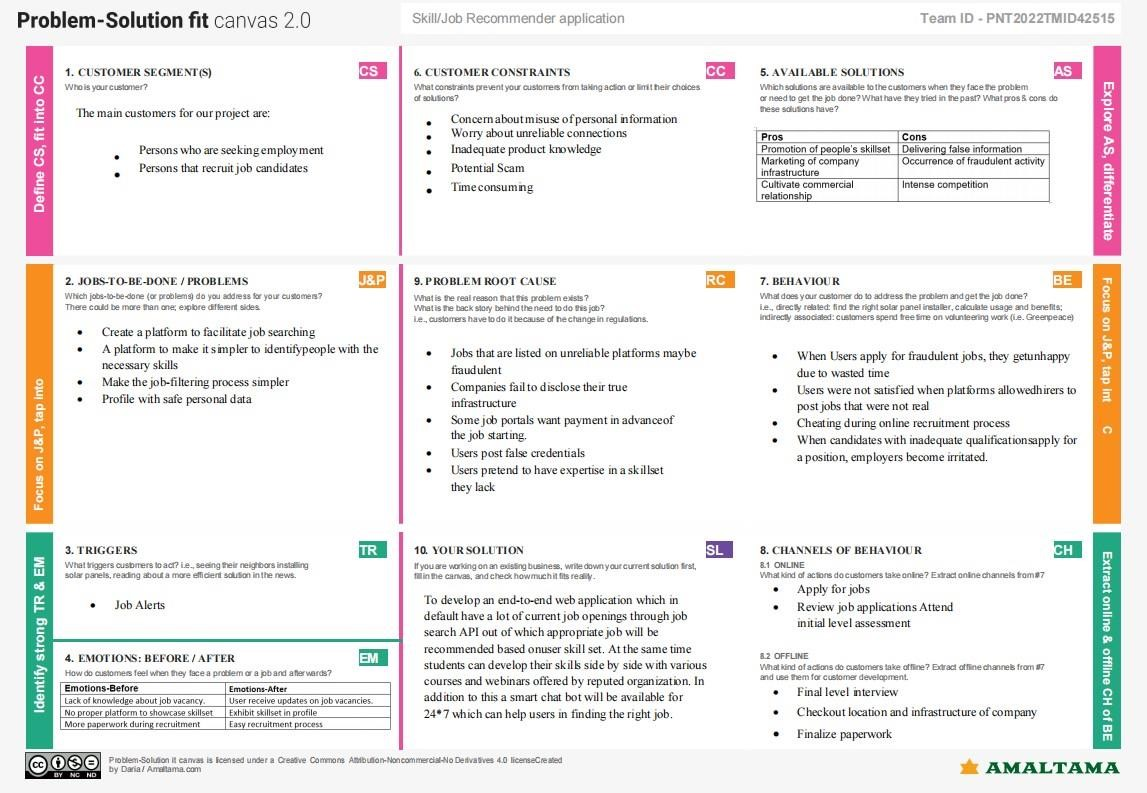 Problem-Solution fit canvas 2.0
Skill/Job Recommender application
Team ID - PNT2022TMID42515
Define CS, fit into CC
1. CUSTOMER SEGMENT(S)
CS
Who is your customer?
The main customers for our project are:
• Persons who are seeking employment
• Persons that recruit job candidates
6. CUSTOMER CONSTRAINTS
CC
What constraints prevent your customers from taking action or limit their choices
of solutions?
• Concern about misuse of personal information
• Worry about unreliable connections
• Inadequate product knowledge
• Potential Scam
• Time consuming
5. AVAILABLE SOLUTIONS
AS
Which solutions are available to the customers when they face the problem
or need to get the job done? What have they tried in the past? What pros & cons do
these solutions have?
Pros Cons
Promotion of people's skillset Delivering false information
Marketing of company Occurrence of fraudulent activity
infrastructure
Cultivate commercial Intense competition
relationship
Explore AS, differentiate
Focus on J&P, tap into
2. JOBS-TO-BE-DONE / PROBLEMS
J&P
Which jobs-to-be-done (or problems) do you address for your customers?
There could be more than one; explore different sides.
• Create a platform to facilitate job searching
• A platform to make it simpler to identifypeople with the
necessary skills
• Make the job-filtering process simpler
• Profile with safe personal data
9. PROBLEM ROOT CAUSE
RC
What is the real reason that this problem exists?
What is the back story behind the need to do this job?
i.e., customers have to do it because of the change in regulations.
• Jobs that are listed on unreliable platforms maybe
fraudulent
• Companies fail to disclose their true
infrastructure
• Some job portals want payment in advanceof
the job starting.
• Users post false credentials
• Users pretend to have expertise in a skillset
they lack
7. BEHAVIOUR
BE
What does your customer do to address the problem and get the job done?
i.e., directly related: find the right solar panel installer, calculate usage and benefits;
indirectly associated: customers spend free time on volunteering work (i.e. Greenpeace)
• When Users apply for fraudulent jobs, they getunhappy
due to wasted time
• Users were not satisfied when platforms allowedhirers to
post jobs that were not real
• Cheating during online recruitment process
• When candidates with inadequate qualificationsapply for
a position, employers become irritated.
Focus on J&P, tap int C
Identify strong TR & EM
3. TRIGGERS
TR
What triggers customers to act? i.e., seeing their neighbors installing
solar panels, reading about a more efficient solution in the news.
• Job Alerts
4. EMOTIONS: BEFORE / AFTER
EM
How do customers feel when they face a problem or a job and afterwards?
Emotions-Before Emotions-After
Lack of knowledge about job vacancy. User receive updates on job vacancies.
No proper platform to showcase skillset Exhibit skillset in profile
More paperwork during recruitment Easy recruitment process
10. YOUR SOLUTION
SL
If you are working on an existing business, write down your current solution first,
fill in the canvas, and check how much it fits reality.
To develop an end-to-end web application which in
default have a lot of current job openings through job
search API out of which appropriate job will be
recommended based onuser skill set. At the same time
students can develop their skills side by side with various
courses and webinars offered by reputed organization. In
addition to this a smart chat bot will be available for
24*7 which can help users in finding the right job.
8. CHANNELS OF BEHAVIOUR
CH
8.1 ONLINE
What kind of actions do customers take online? Extract online channels from #7
• Apply for jobs
• Review job applications Attend
initial level assessment
8.2 OFFLINE
What kind of actions do customers take offline? Extract offline channels from #7
and use them for customer development.
• Final level interview
• Checkout location and infrastructure of company
• Finalize paperwork
Extract online & offline CH of BE
cc BY NC ND
Problem-Solution it canvas is licensed under a Creative Commons Attribution-Noncommercial-No Derivatives 4.0 licenseCreated
by Daria / Amaltama.com
AMALTAMA